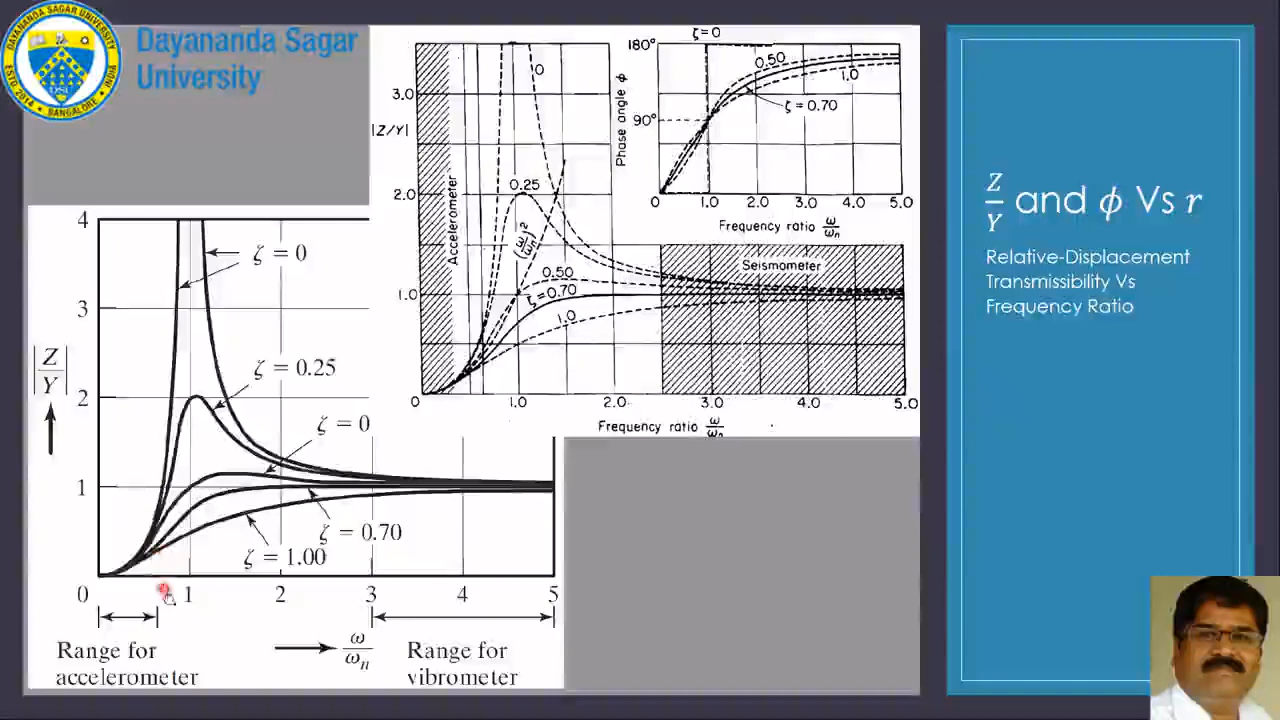 Dayananda Sagar
University
DAYANANDA SAGAR UNIVERSITY
ESTD. 2014 • BANGALORE • INDIA
DSU
ζ=0
180°
0.50
1.0
ζ = 0.70
90°
Phase angle ϕ
0 1.0 2.0 3.0 4.0 5.0
Frequency ratio ω/ωn
3.0
|Z/Y|
2.0
1.0
0
Accelerometer
0
0.25
(ω/ωn)²
0.50
ζ=0.70
1.0
Seismometer
0 1.0 2.0 3.0 4.0 5.0
Frequency ratio ω/ωn
4
3
2
1
|Z/Y|
ζ = 0
ζ = 0.25
ζ = 0
ζ = 0.70
ζ = 1.00
0 1 2 3 4 5
Range for
accelerometer
ω/ωn
Range for
vibrometer
Z/Y and ϕ Vs r
Relative-Displacement
Transmissibility Vs
Frequency Ratio